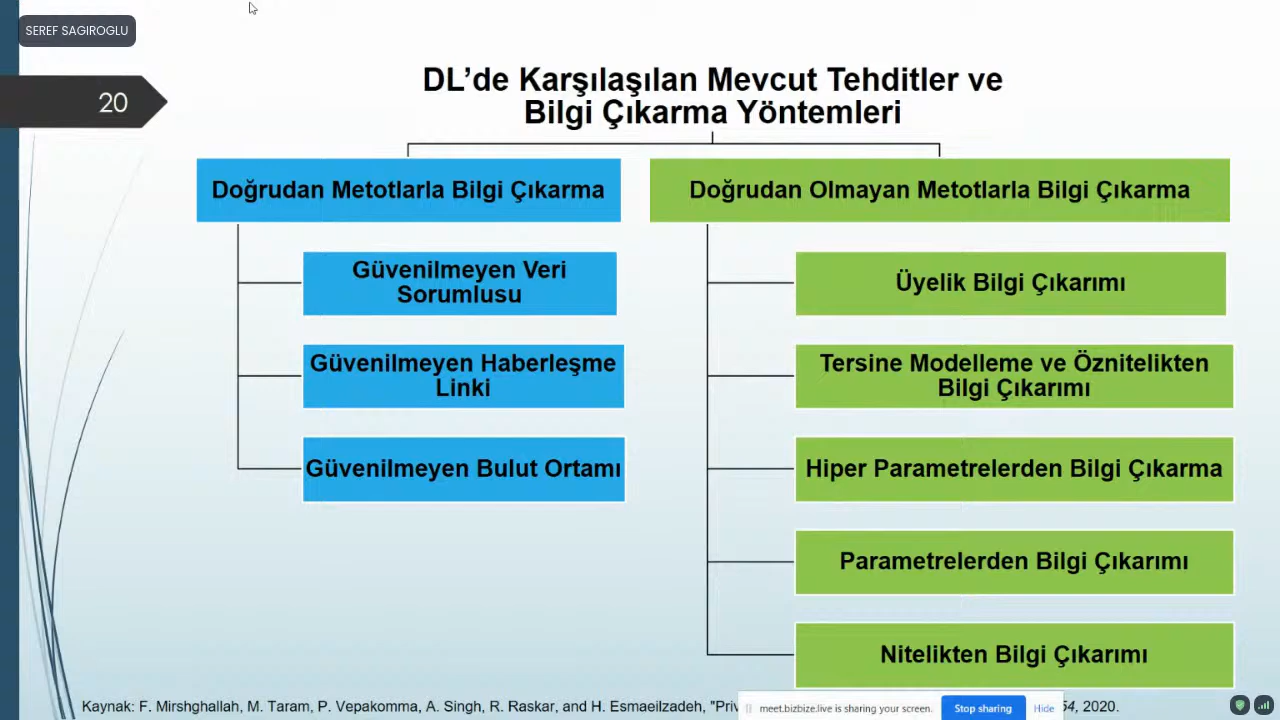 SEREF SAGIROGLU
20
DL’de Karşılaşılan Mevcut Tehditler ve
Bilgi Çıkarma Yöntemleri
Doğrudan Metotlarla Bilgi Çıkarma
Güvenilmeyen Veri
Sorumlusu
Güvenilmeyen Haberleşme
Linki
Güvenilmeyen Bulut Ortamı
Doğrudan Olmayan Metotlarla Bilgi Çıkarma
Üyelik Bilgi Çıkarımı
Tersine Modelleme ve Öznitelikten
Bilgi Çıkarımı
Hiper Parametrelerden Bilgi Çıkarma
Parametrelerden Bilgi Çıkarımı
Nitelikten Bilgi Çıkarımı
Kaynak: F. Mirshghallah, M. Taram, P. Vepakomma, A. Singh, R. Raskar, and H. Esmaeilzadeh, "Priv 54, 2020.
meet.bizbize.live is sharing your screen.
Stop sharing
Hide